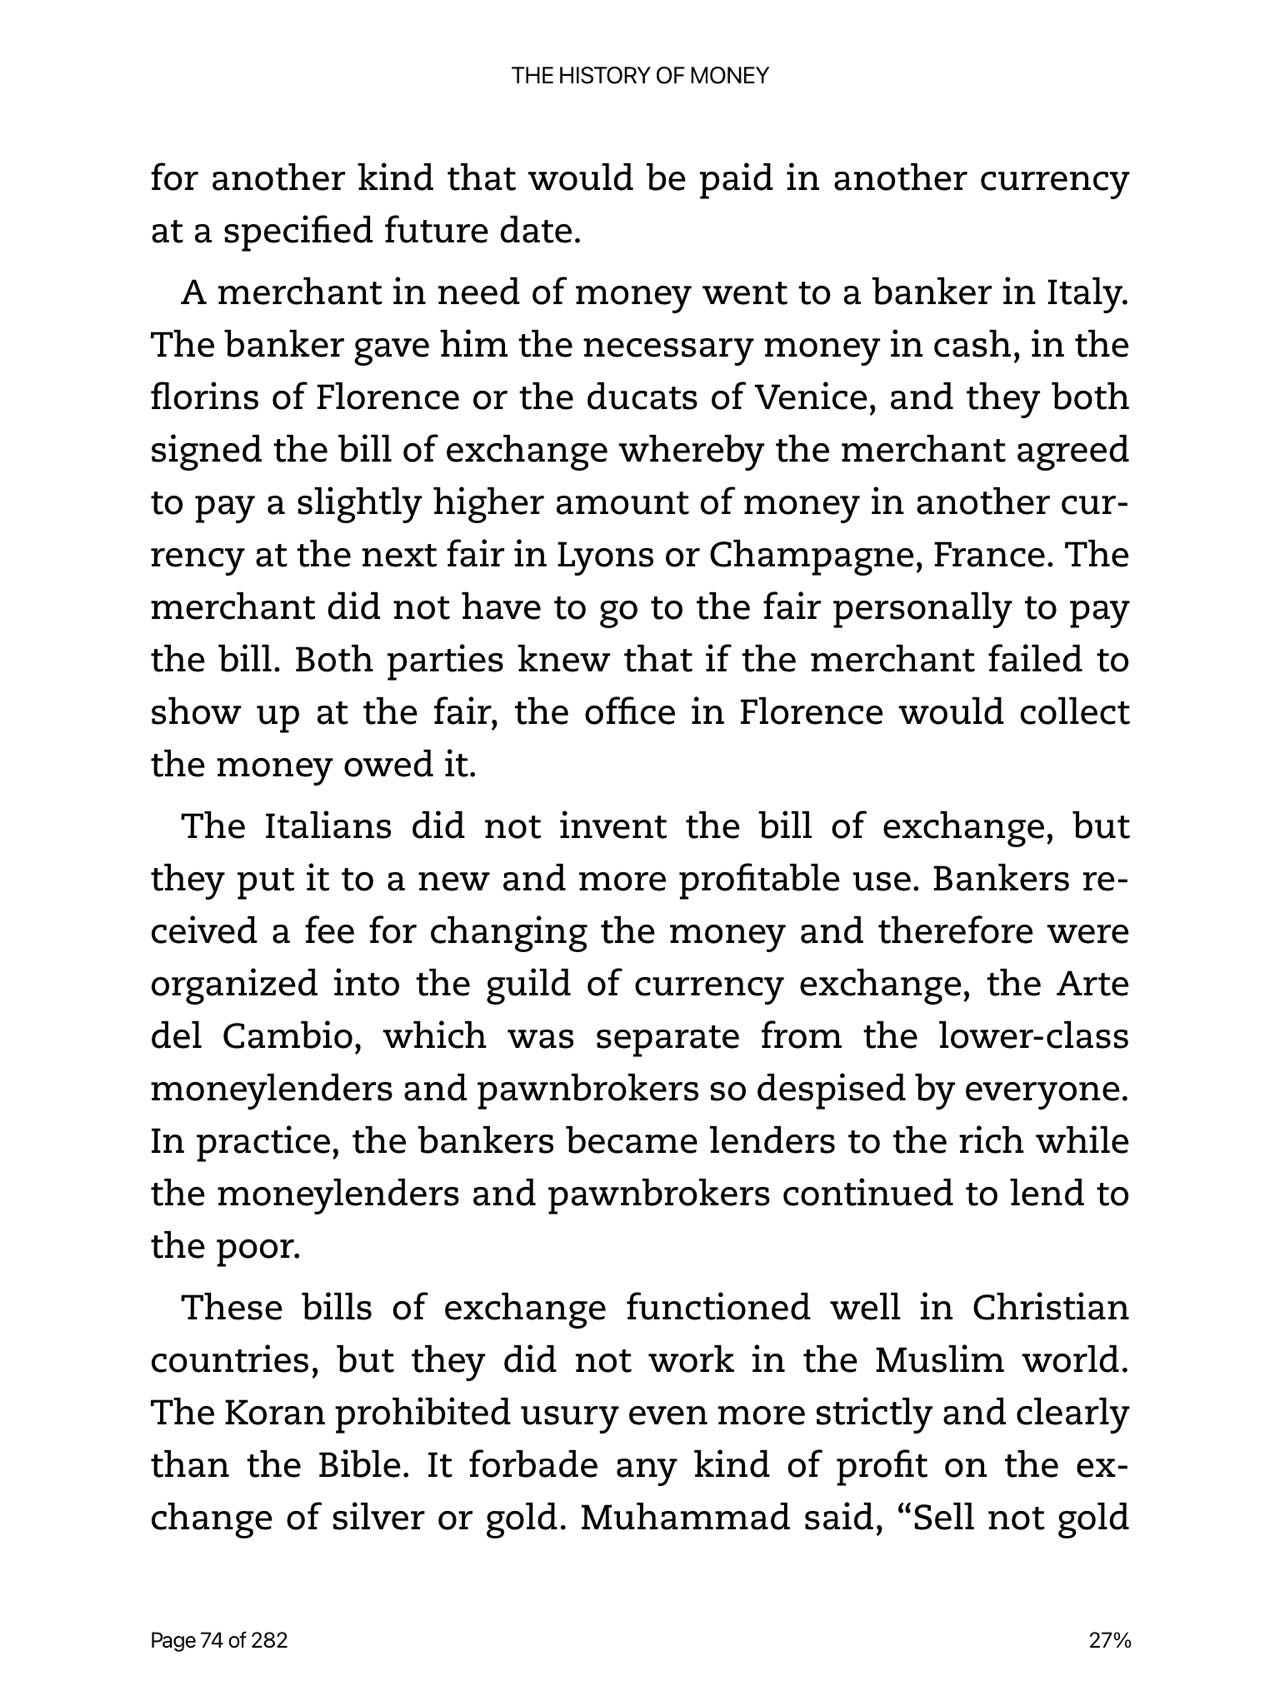 THE HISTORY OF MONEY
for another kind that would be paid in another currency
at a specified future date.
A merchant in need of money went to a banker in Italy.
The banker gave him the necessary money in cash, in the
florins of Florence or the ducats of Venice, and they both
signed the bill of exchange whereby the merchant agreed
to pay a slightly higher amount of money in another cur-
rency at the next fair in Lyons or Champagne, France. The
merchant did not have to go to the fair personally to pay
the bill. Both parties knew that if the merchant failed to
show up at the fair, the office in Florence would collect
the money owed it.
The Italians did not invent the bill of exchange, but
they put it to a new and more profitable use. Bankers re-
ceived a fee for changing the money and therefore were
organized into the guild of currency exchange, the Arte
del Cambio, which was separate from the lower-class
moneylenders and pawnbrokers so despised by everyone.
In practice, the bankers became lenders to the rich while
the moneylenders and pawnbrokers continued to lend to
the poor.
These bills of exchange functioned well in Christian
countries, but they did not work in the Muslim world.
The Koran prohibited usury even more strictly and clearly
than the Bible. It forbade any kind of profit on the ex-
change of silver or gold. Muhammad said, “Sell not gold
Page 74 of 282
27%